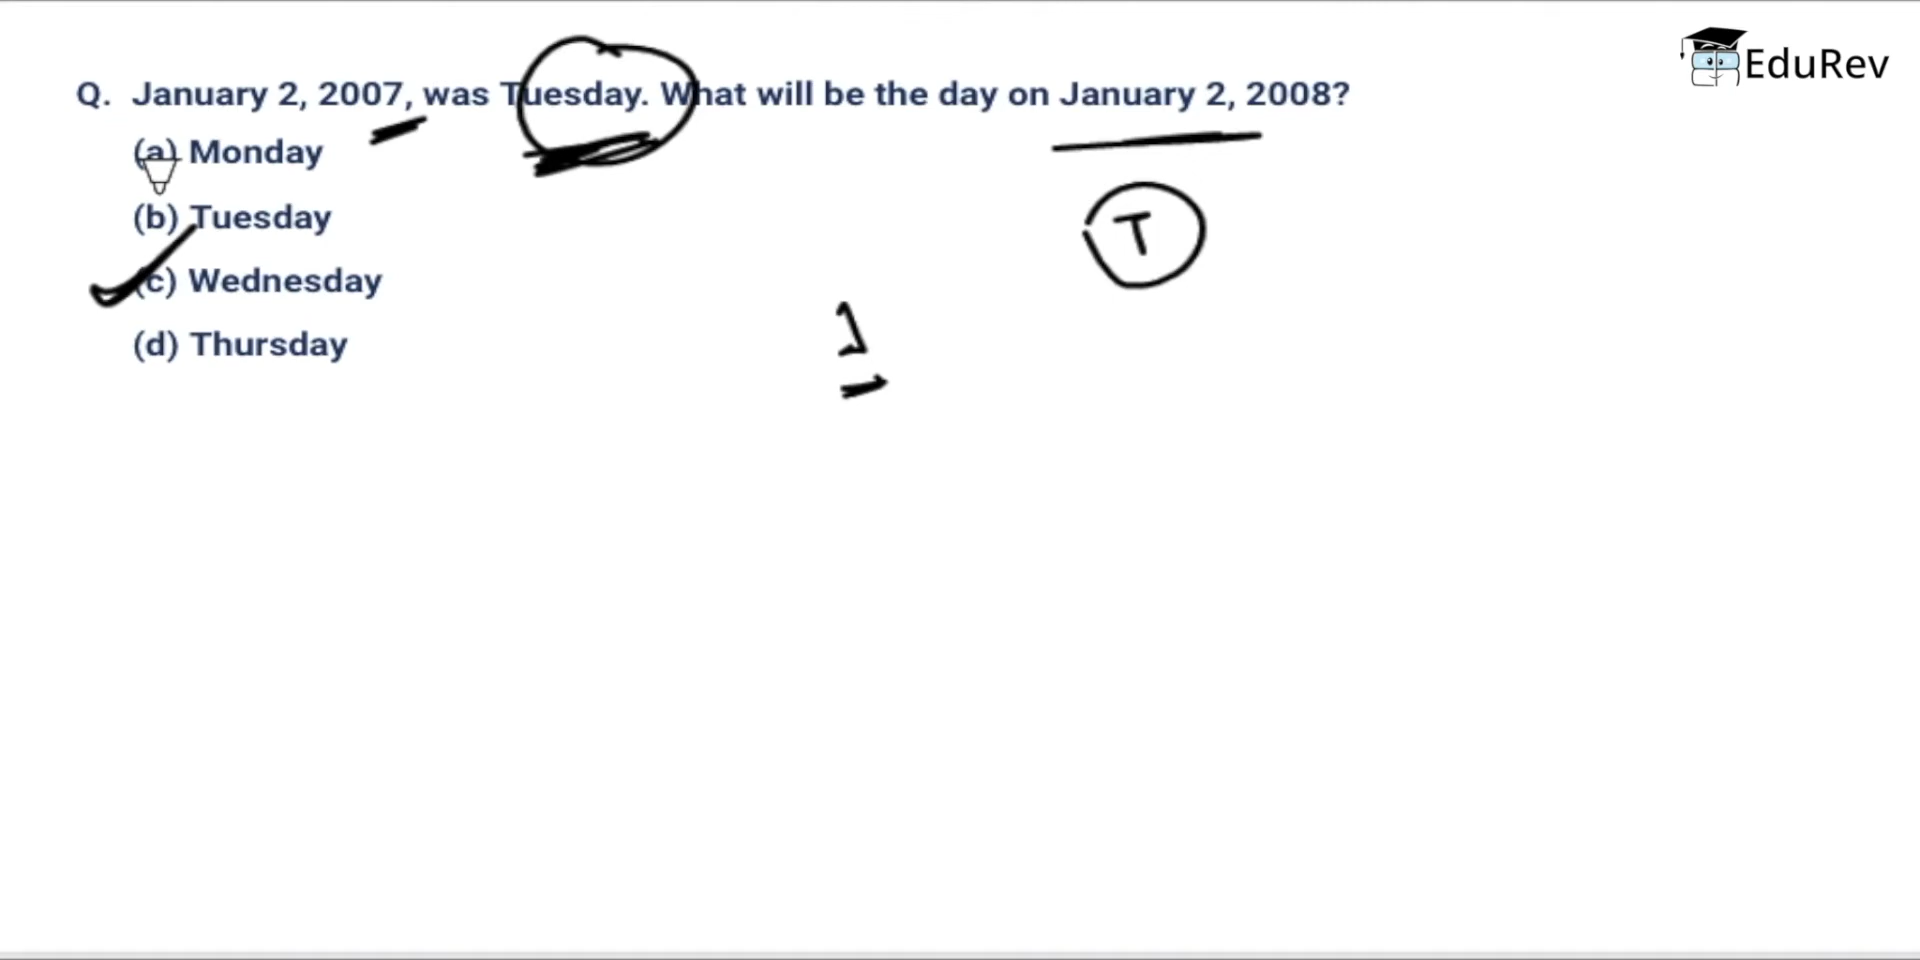 EduRev
Q. January 2, 2007, was Tuesday. What will be the day on January 2, 2008?
(a) Monday
(b) Tuesday
(c) Wednesday
(d) Thursday
T
1